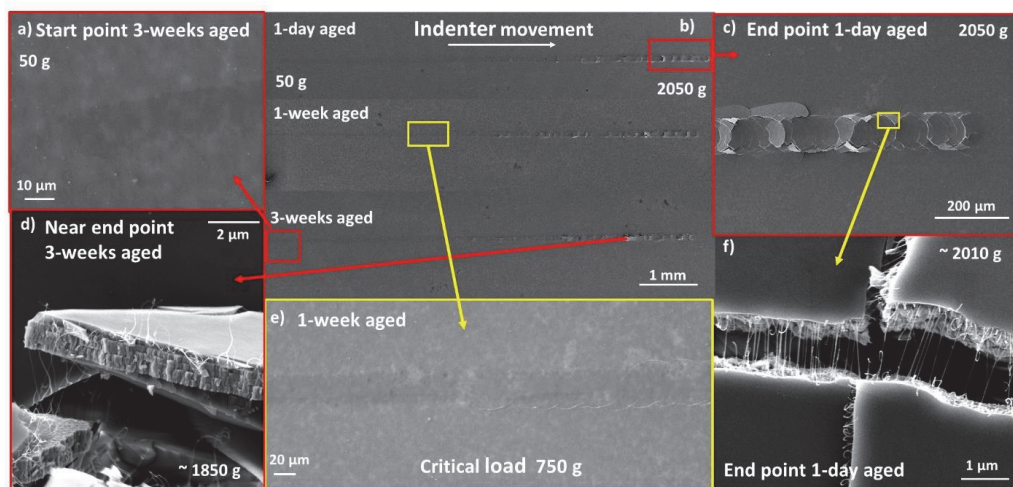 a) Start point 3-weeks aged
50 g
10 µm
1-day aged
Indenter movement
b)
50 g
2050 g
1-week aged
3-weeks aged
1 mm
c) End point 1-day aged
2050 g
200 µm
d) Near end point
3-weeks aged
2 µm
~ 1850 g
e) 1-week aged
20 µm
Critical load 750 g
f)
~ 2010 g
End point 1-day aged
1 µm